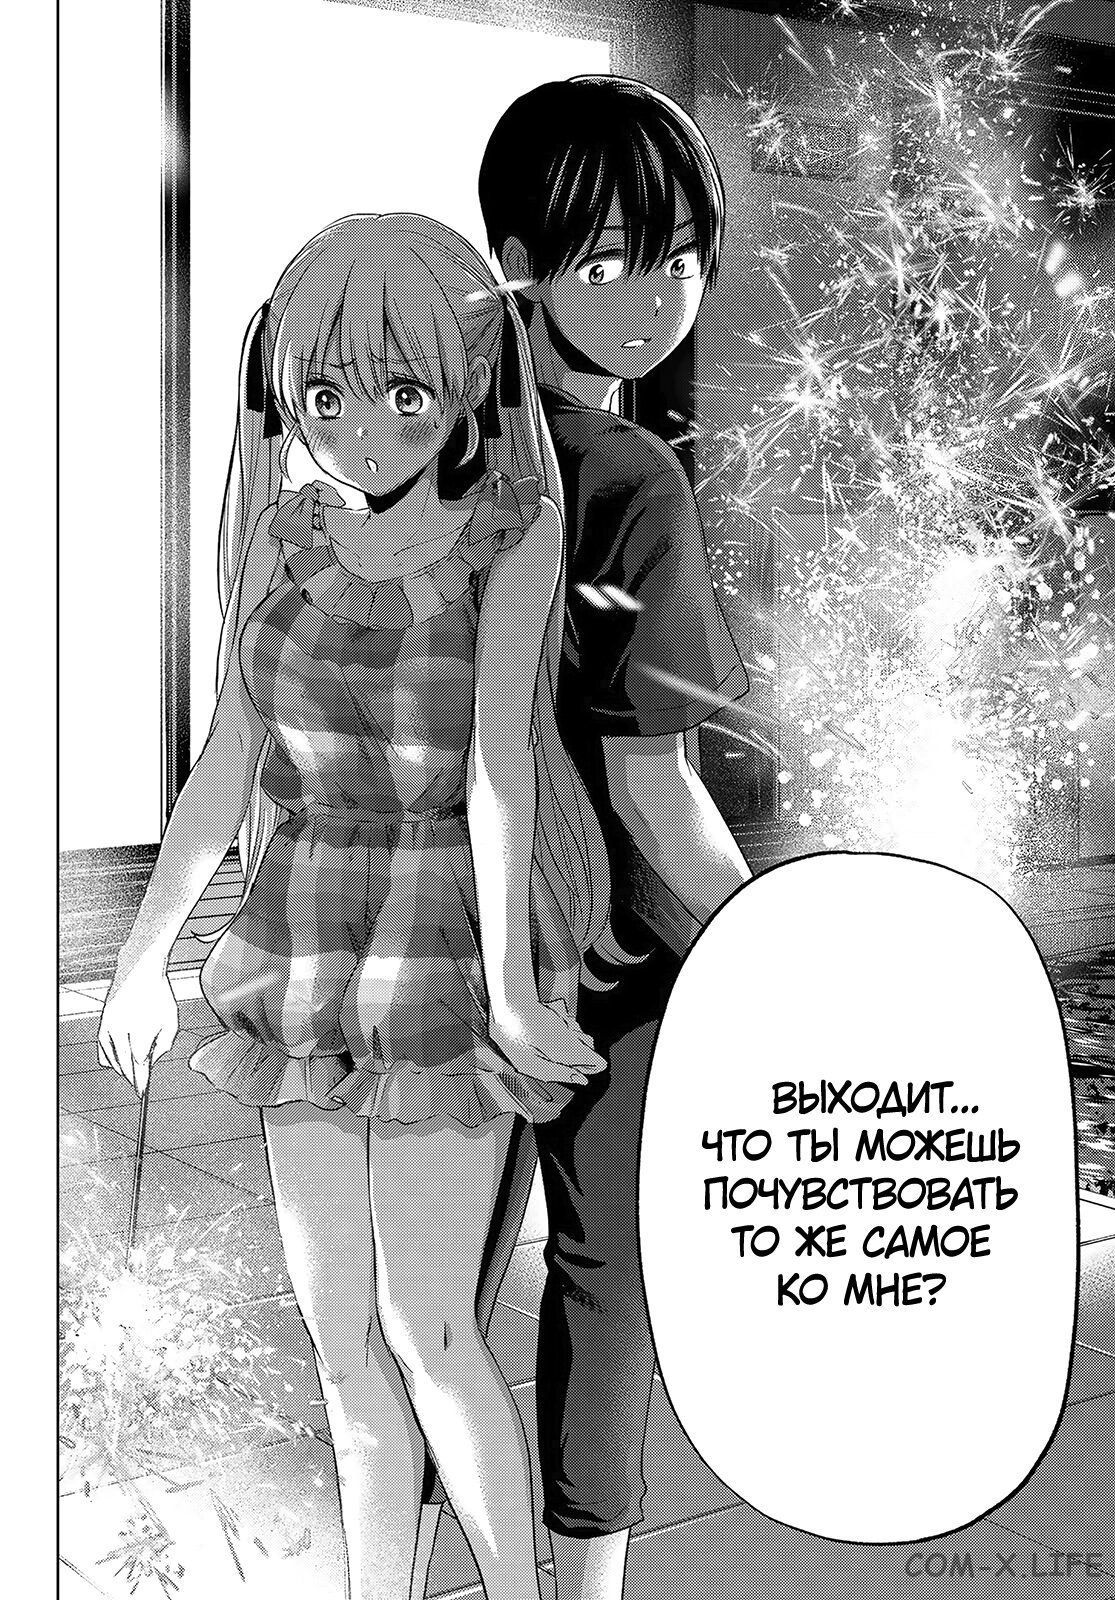 ВЫХОДИТ...
ЧТО ТЫ МОЖЕШЬ
ПОЧУВСТВОВАТЬ
ТО ЖЕ САМОЕ
КО МНЕ?
COM-X.LIFE